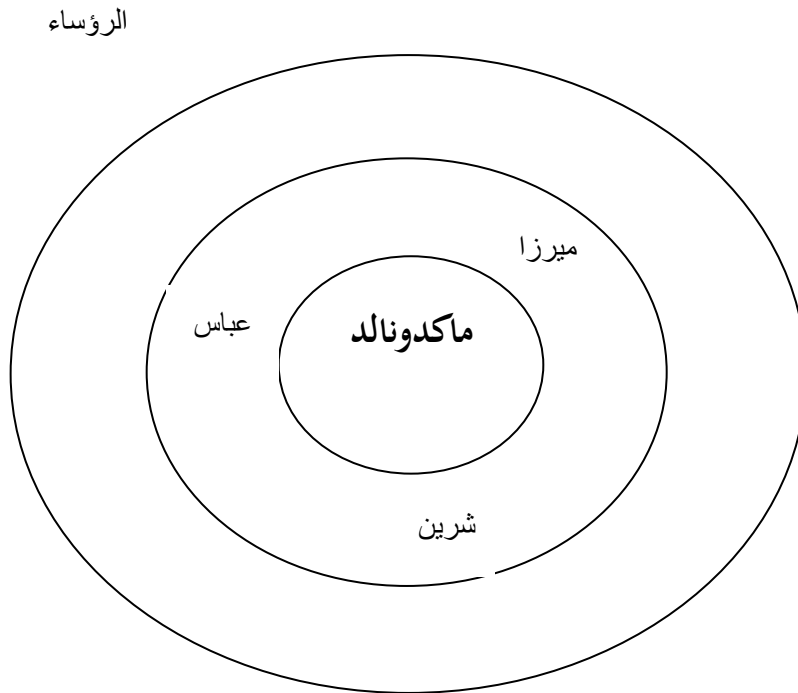 الرؤساء
ميرزا
عباس
ماكدونالد
شرين